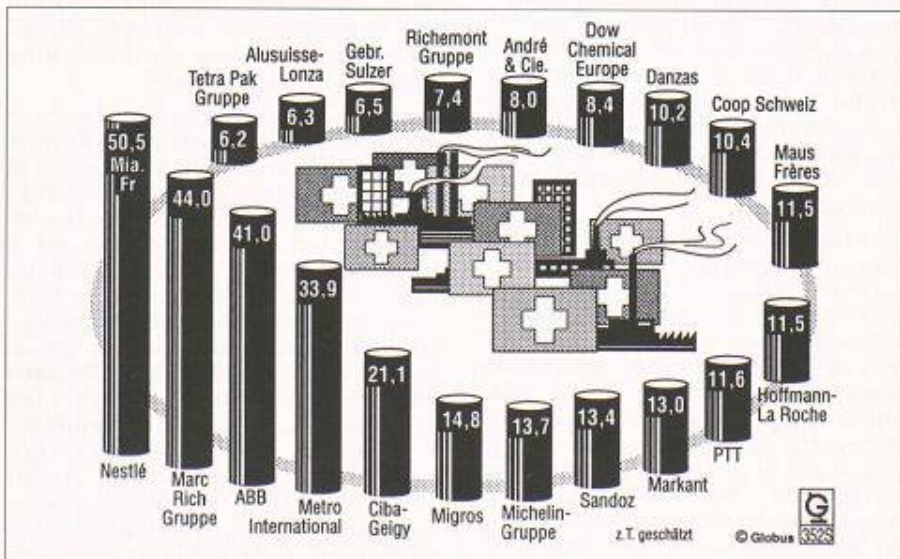 50,5
Mia.
Fr
Nestlé
44,0
Marc
Rich
Gruppe
41,0
ABB
33,9
Metro
International
21,1
Ciba-
Geigy
14,8
Migros
13,7
Michelin-
Gruppe
13,4
Sandoz
13,0
Markant
11,6
PTT
11,5
Hoffmann-
La Roche
Maus
Frères
11,5
Coop Schweiz
10,4
Danzas
10,2
Dow
Chemical
Europe
8,4
André
& Cie.
8,0
Richemont
Gruppe
7,4
Gebr.
Sulzer
6,5
Alusuisse-
Lonza
6,3
Tetra Pak
Gruppe
6,2
z.T. geschätzt
© Globus
G
3525